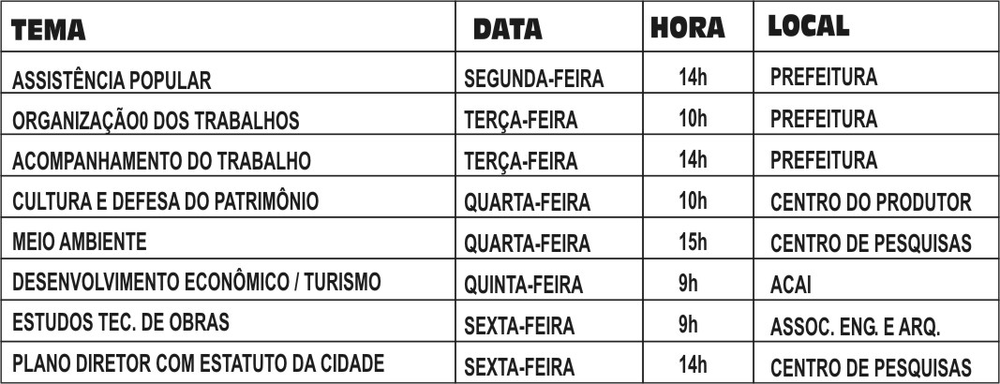 TEMA DATA HORA LOCAL
ASSISTÊNCIA POPULAR SEGUNDA-FEIRA 14h PREFEITURA
ORGANIZAÇÃO0 DOS TRABALHOS TERÇA-FEIRA 10h PREFEITURA
ACOMPANHAMENTO DO TRABALHO TERÇA-FEIRA 14h PREFEITURA
CULTURA E DEFESA DO PATRIMÔNIO QUARTA-FEIRA 10h CENTRO DO PRODUTOR
MEIO AMBIENTE QUARTA-FEIRA 15h CENTRO DE PESQUISAS
DESENVOLVIMENTO ECONÔMICO / TURISMO QUINTA-FEIRA 9h ACAI
ESTUDOS TEC. DE OBRAS SEXTA-FEIRA 9h ASSOC. ENG. E ARQ.
PLANO DIRETOR COM ESTATUTO DA CIDADE SEXTA-FEIRA 14h CENTRO DE PESQUISAS